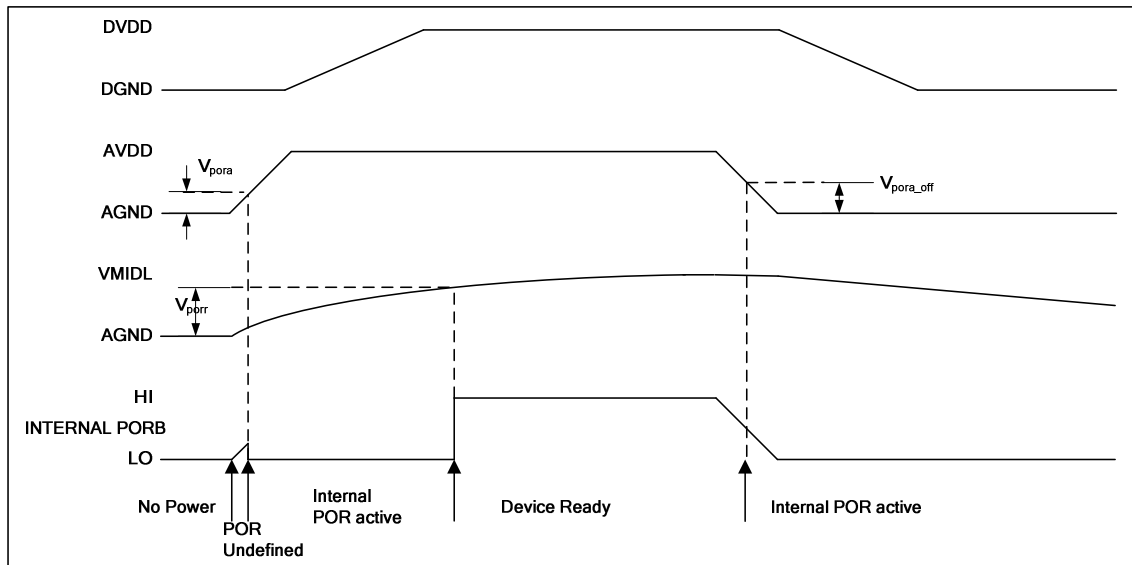 DVDD
DGND
AVDD
Vpora
AGND
Vpora_off
VMIDL
Vporr
AGND
HI
INTERNAL PORB
LO
No Power
POR
Undefined
Internal
POR active
Device Ready
Internal POR active